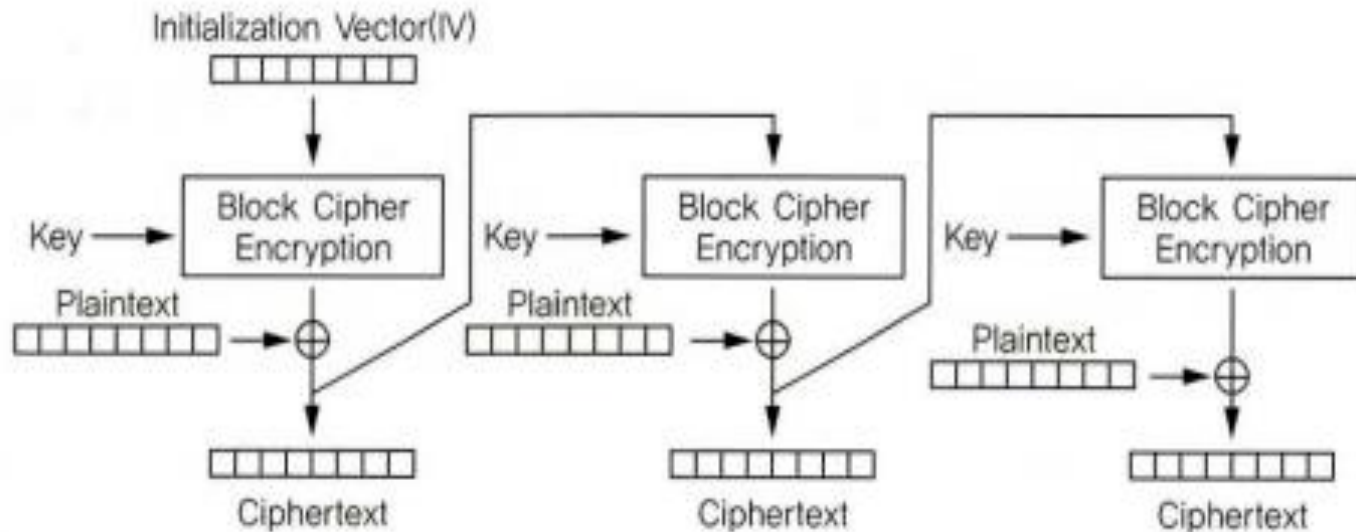 Initialization Vector(IV)
Block Cipher
Encryption
Key
Plaintext
Ciphertext
Block Cipher
Encryption
Key
Plaintext
Ciphertext
Block Cipher
Encryption
Key
Plaintext
Ciphertext